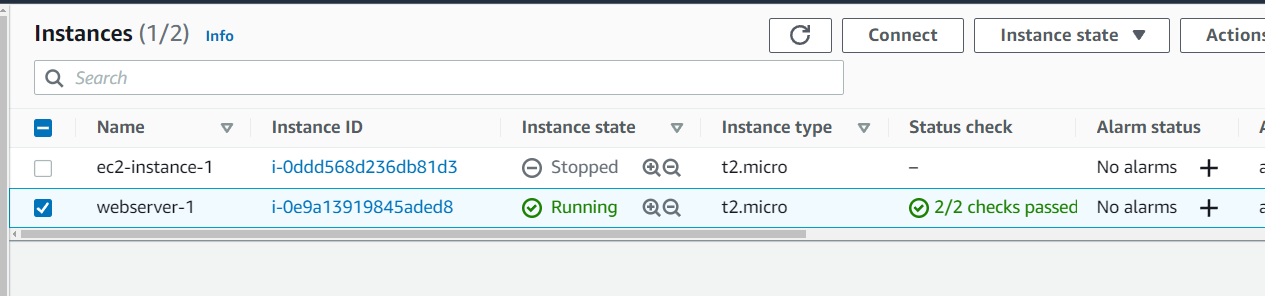 Instances (1/2) Info
Connect
Instance state
Actions
Search
Name Instance ID Instance state Instance type Status check Alarm status A
ec2-instance-1 i-0ddd568d236db81d3 Stopped t2.micro – No alarms a
webserver-1 i-0e9a13919845aded8 Running t2.micro 2/2 checks passed No alarms a